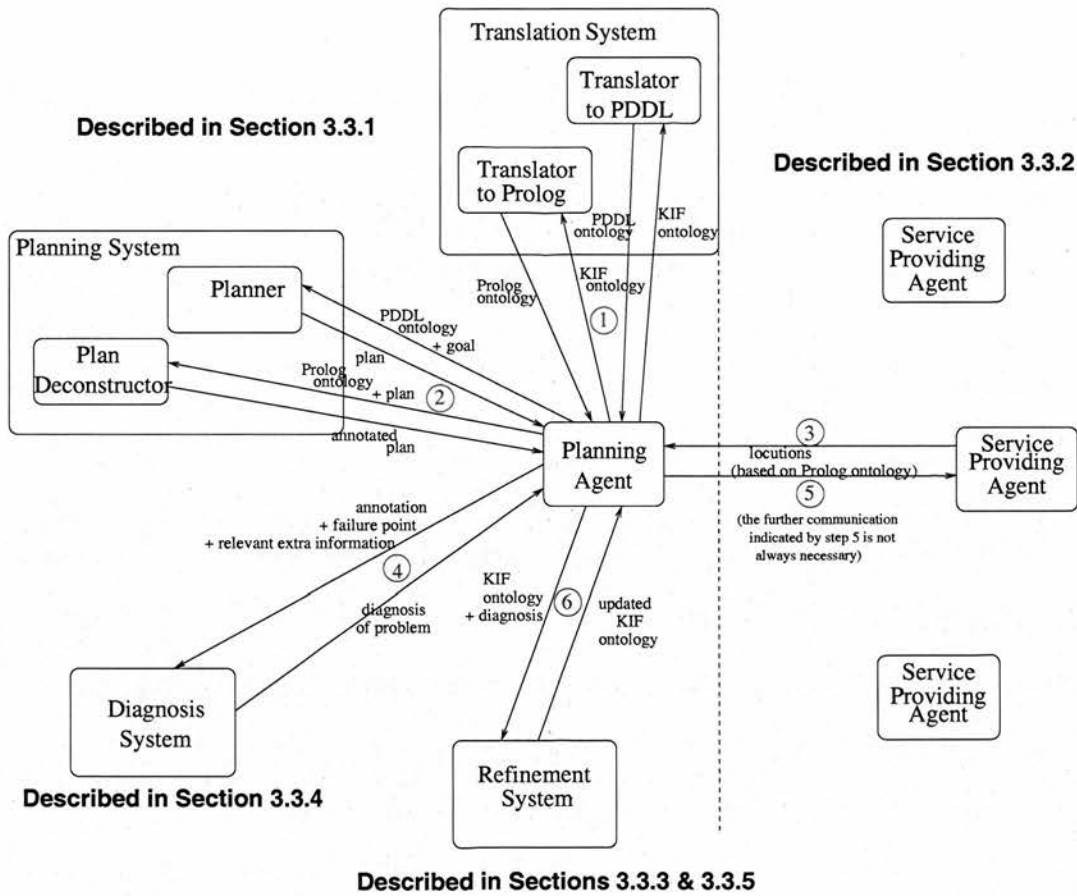 Translation System
Translator
to PDDL
Described in Section 3.3.1
Described in Section 3.3.2
Translator
to Prolog
PDDL
ontology
KIF
ontology
Service
Providing
Agent
Planning System
Planner
Prolog
ontology
KIF
ontology
1
PDDL
ontology
+ goal
Plan
Deconstructor
plan
Prolog
ontology
+ plan
2
annotated
plan
Planning
Agent
3
locutions
(based on Prolog ontology)
5
(the further communication
indicated by step 5 is not
always necessary)
Service
Providing
Agent
annotation
+ failure point
+ relevant extra information
4
diagnosis
of problem
KIF
ontology
+ diagnosis
6
updated
KIF
ontology
Service
Providing
Agent
Diagnosis
System
Described in Section 3.3.4
Refinement
System
Described in Sections 3.3.3 & 3.3.5